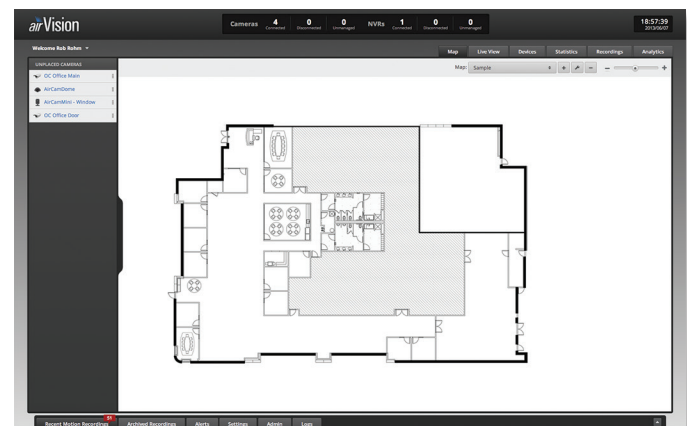 airVision
Cameras 4 Connected 0 Disconnected 0 Unmanaged NVRs 1 Connected 0 Disconnected 0 Unmanaged
18:57:39
2013/06/07
Welcome Rob Rohm
Map Live View Devices Statistics Recordings Analytics
UNPLACED CAMERAS
Map: Sample
OC Office Main
AirCamDome
AirCamMini - Window
OC Office Door
51
Recent Motion Recordings Archived Recordings Alerts Settings Admin Logs